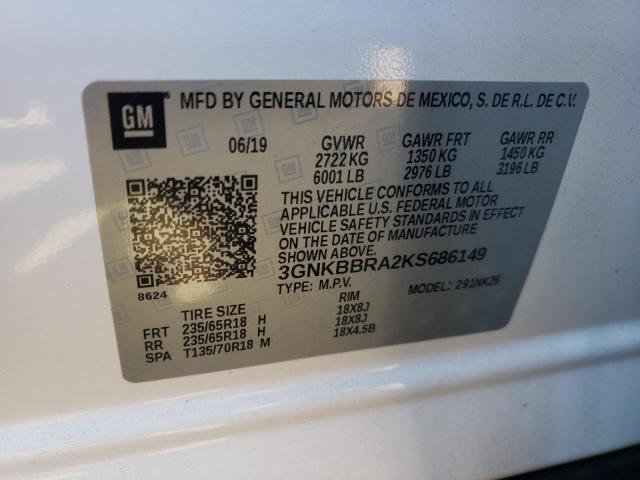 GM
MFD BY GENERAL MOTORS DE MEXICO, S. DE R.L. DE C.V.
06/19 GVWR GAWR FRT GAWR RR
2722 KG 1350 KG 1450 KG
6001 LB 2976 LB 3196 LB
THIS VEHICLE CONFORMS TO ALL
APPLICABLE U.S. FEDERAL MOTOR
VEHICLE SAFETY STANDARDS IN EFFECT
ON THE DATE OF MANUFACTURE SHOWN ABOVE.
3GNKBBRA2KS686149
8624 TYPE: M.P.V. MODEL: Z91NK26
TIRE SIZE RIM
FRT 235/65R18 H 18X8J
RR 235/65R18 H 18X8J
SPA T135/70R18 M 18X4.5B